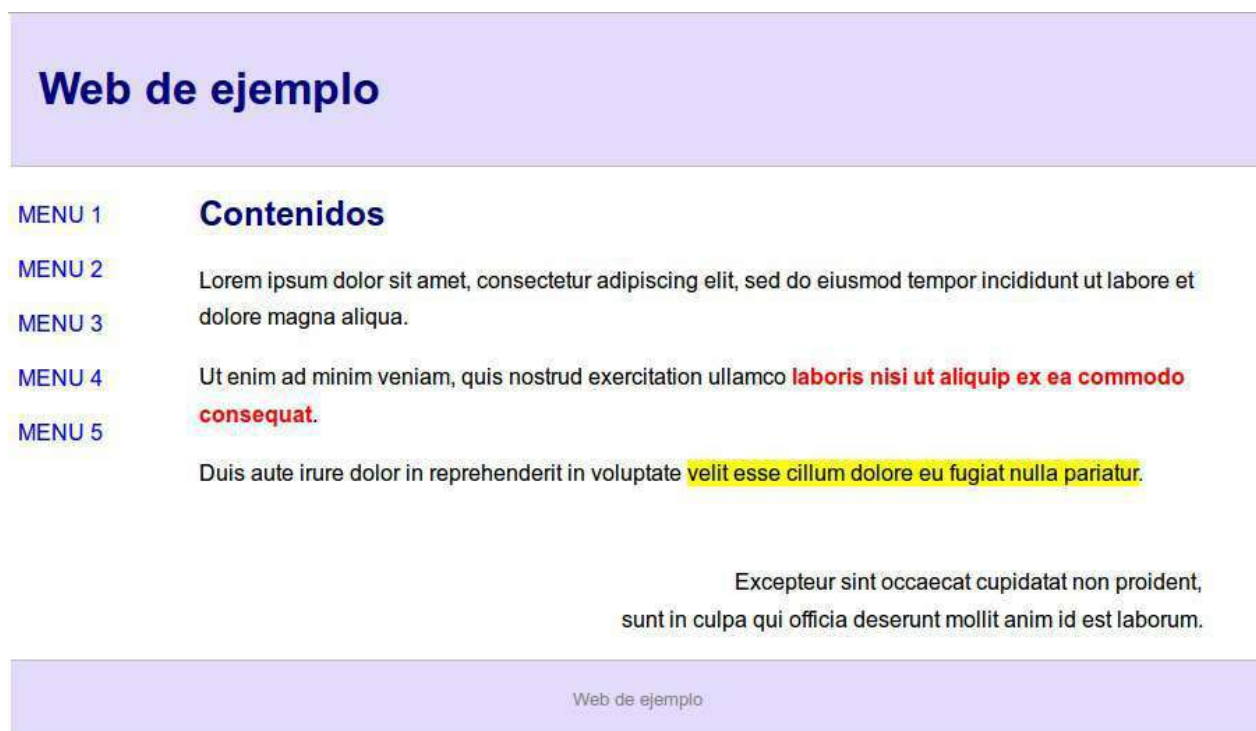 Web de ejemplo
MENU 1
MENU 2
MENU 3
MENU 4
MENU 5
Contenidos
Lorem ipsum dolor sit amet, consectetur adipiscing elit, sed do eiusmod tempor incididunt ut labore et
dolore magna aliqua.
Ut enim ad minim veniam, quis nostrud exercitation ullamco laboris nisi ut aliquip ex ea commodo
consequat.
Duis aute irure dolor in reprehenderit in voluptate velit esse cillum dolore eu fugiat nulla pariatur.
Excepteur sint occaecat cupidatat non proident,
sunt in culpa qui officia deserunt mollit anim id est laborum.
Web de ejemplo